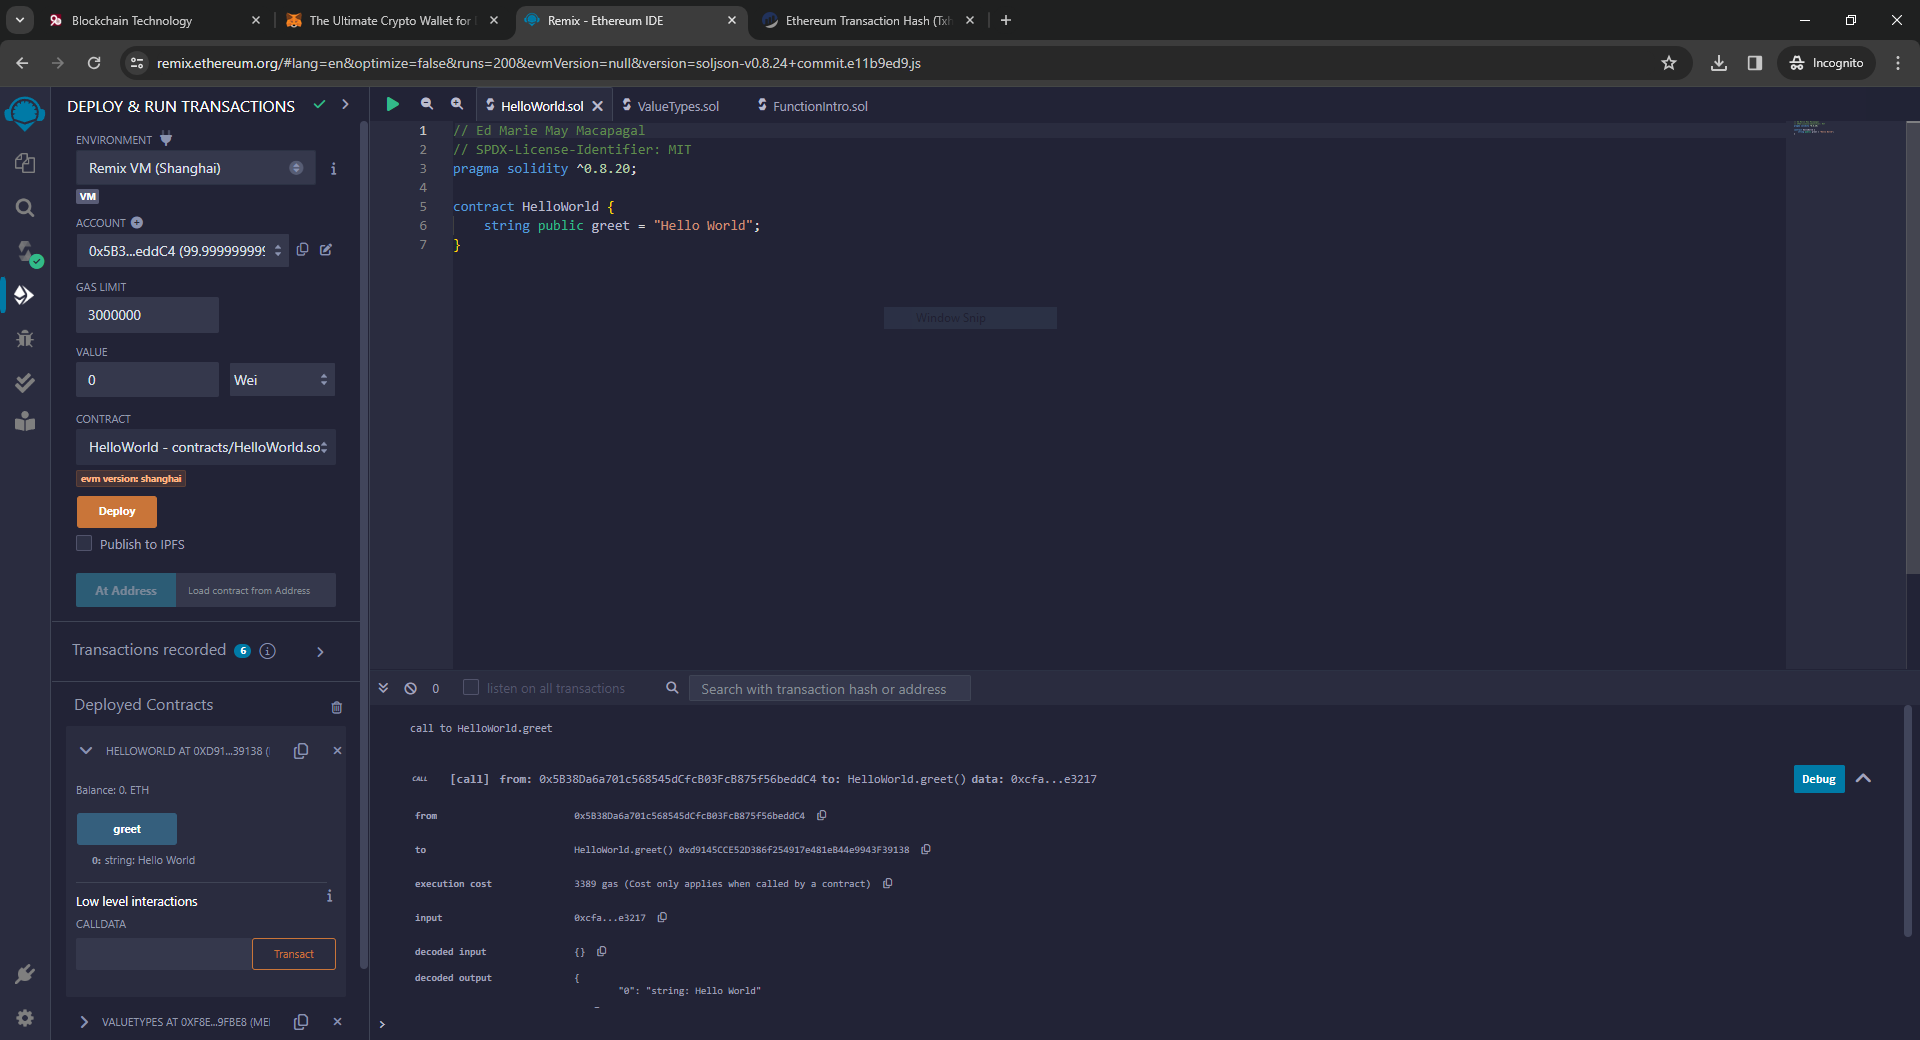 Blockchain Technology
The Ultimate Crypto Wallet for
Remix - Ethereum IDE
Ethereum Transaction Hash (Txh
remix.ethereum.org/#lang=en&optimize=false&runs=200&evmVersion=null&version=soljson-v0.8.24+commit.e11b9ed9.js
Incognito
DEPLOY & RUN TRANSACTIONS
ENVIRONMENT
Remix VM (Shanghai)
VM
ACCOUNT
0x5B3...eddC4 (99.9999999999
GAS LIMIT
3000000
VALUE
0
Wei
CONTRACT
HelloWorld - contracts/HelloWorld.so
evm version: shanghai
Deploy
Publish to IPFS
At Address
Load contract from Address
Transactions recorded 6 i
Deployed Contracts
HELLOWORLD AT 0XD91...39138 (
Balance: 0. ETH
greet
0: string: Hello World
Low level interactions
i
CALLDATA
Transact
VALUETYPES AT 0XF8E...9FBE8 (MEI
HelloWorld.sol
ValueTypes.sol
FunctionIntro.sol
1 // Ed Marie May Macapagal
2 // SPDX-License-Identifier: MIT
3 pragma solidity ^0.8.20;
4
5 contract HelloWorld {
6 string public greet = "Hello World";
7 }
Window Snip
0
listen on all transactions
Search with transaction hash or address
call to HelloWorld.greet
CALL [call] from: 0x5B38Da6a701c568545dCfcB03FcB875f56beddC4 to: HelloWorld.greet() data: 0xcfa...e3217
Debug
from 0x5B38Da6a701c568545dCfcB03FcB875f56beddC4
to HelloWorld.greet() 0xd9145CCE52D386f254917e481eB44e9943F39138
execution cost 3389 gas (Cost only applies when called by a contract)
input 0xcfa...e3217
decoded input {}
decoded output {
"0": "string: Hello World"
>